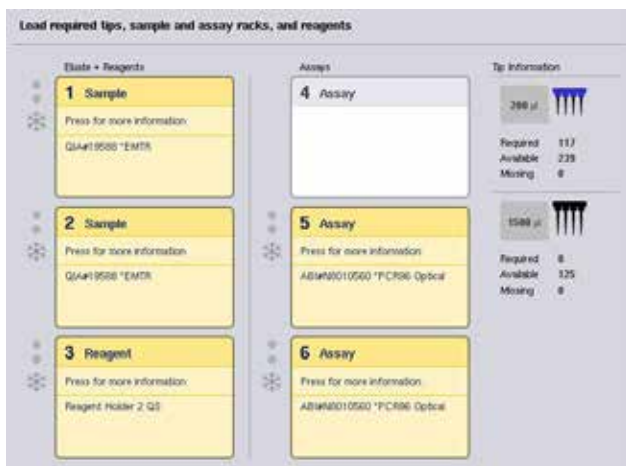 Load required tips, sample and assay racks, and reagents
Eluate + Reagents
1 Sample
Press for more information
QIA#19588 *EMTR
2 Sample
Press for more information
QIA#19588 *EMTR
3 Reagent
Press for more information
Reagent Holder 2 QS
Assays
4 Assay
5 Assay
Press for more information
ABI#N8010560 *PCR96 Optical
6 Assay
Press for more information
ABI#N8010560 *PCR96 Optical
Tip Information
200 µl
Required 117
Available 239
Missing 0
1500 µl
Required 8
Available 125
Missing 0